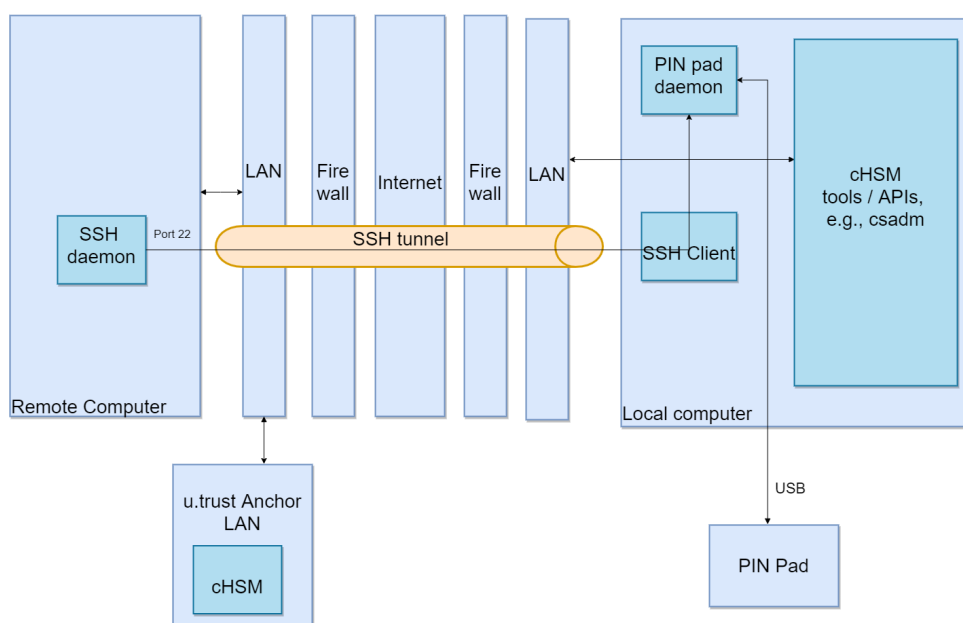 PIN pad
daemon
LAN
Fire
wall
Internet
Fire
wall
LAN
cHSM
tools / APIs,
e.g., csadm
SSH
daemon
Port 22
SSH tunnel
SSH Client
Remote Computer
Local computer
u.trust Anchor
LAN
cHSM
USB
PIN Pad